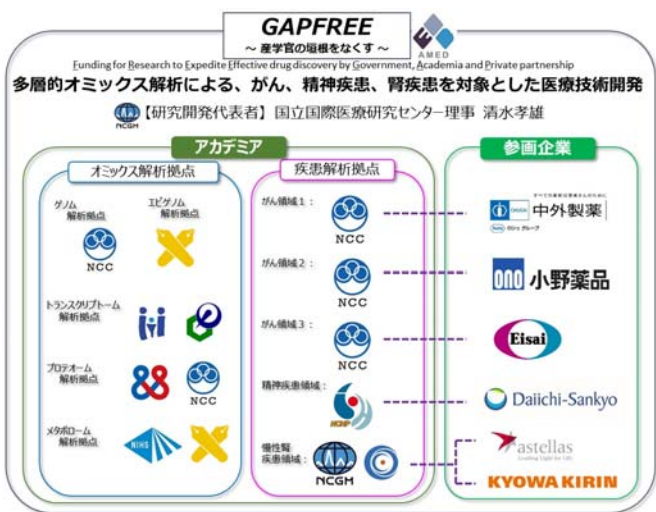 GAPFREE
～ 産学官の垣根をなくす ～
AMED
Funding for Research to Expedite Effective drug discovery by Government, Academia and Private partnership
多層的オミックス解析による、がん、精神疾患、腎疾患を対象とした医療技術開発
NCGM
【研究開発代表者】 国立国際医療研究センター理事 清水孝雄
アカデミア
オミックス解析拠点
ゲノム
解析拠点
NCC
エピゲノム
解析拠点
トランスクリプトーム
解析拠点
プロテオーム
解析拠点
NCC
メタボローム
解析拠点
NIHS
疾患解析拠点
がん領域1：
NCC
がん領域2：
NCC
がん領域3：
NCC
精神疾患領域：
NCNP
慢性腎
疾患領域：
NCGM
参画企業
中外製薬
Roche グループ
ono 小野薬品
Eisai
Daiichi-Sankyo
astellas
Leading Light for Life
KYOWA KIRIN